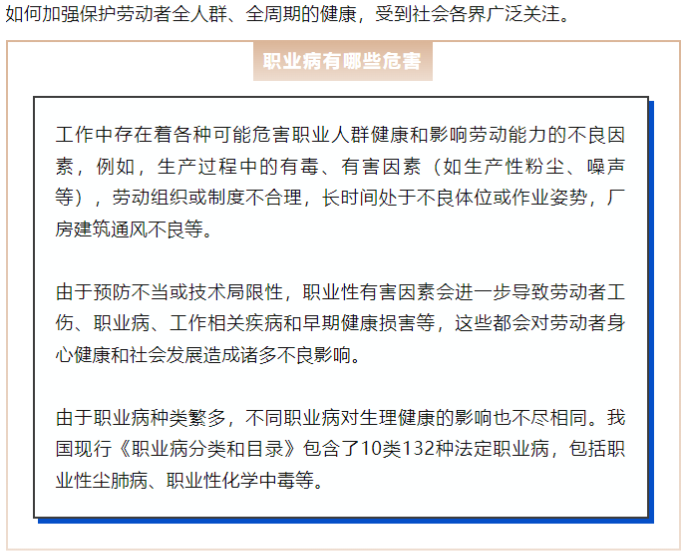 如何加强保护劳动者全人群、全周期的健康，受到社会各界广泛关注。
职业病有哪些危害
工作中存在着各种可能危害职业人群健康和影响劳动能力的不良因
素，例如，生产过程中的有毒、有害因素（如生产性粉尘、噪声
等），劳动组织或制度不合理，长时间处于不良体位或作业姿势，厂
房建筑通风不良等。
由于预防不当或技术局限性，职业性有害因素会进一步导致劳动者工
伤、职业病、工作相关疾病和早期健康损害等，这些都会对劳动者身
心健康和社会发展造成诸多不良影响。
由于职业病种类繁多，不同职业病对生理健康的影响也不尽相同。我
国现行《职业病分类和目录》包含了10类132种法定职业病，包括职
业性尘肺病、职业性化学中毒等。